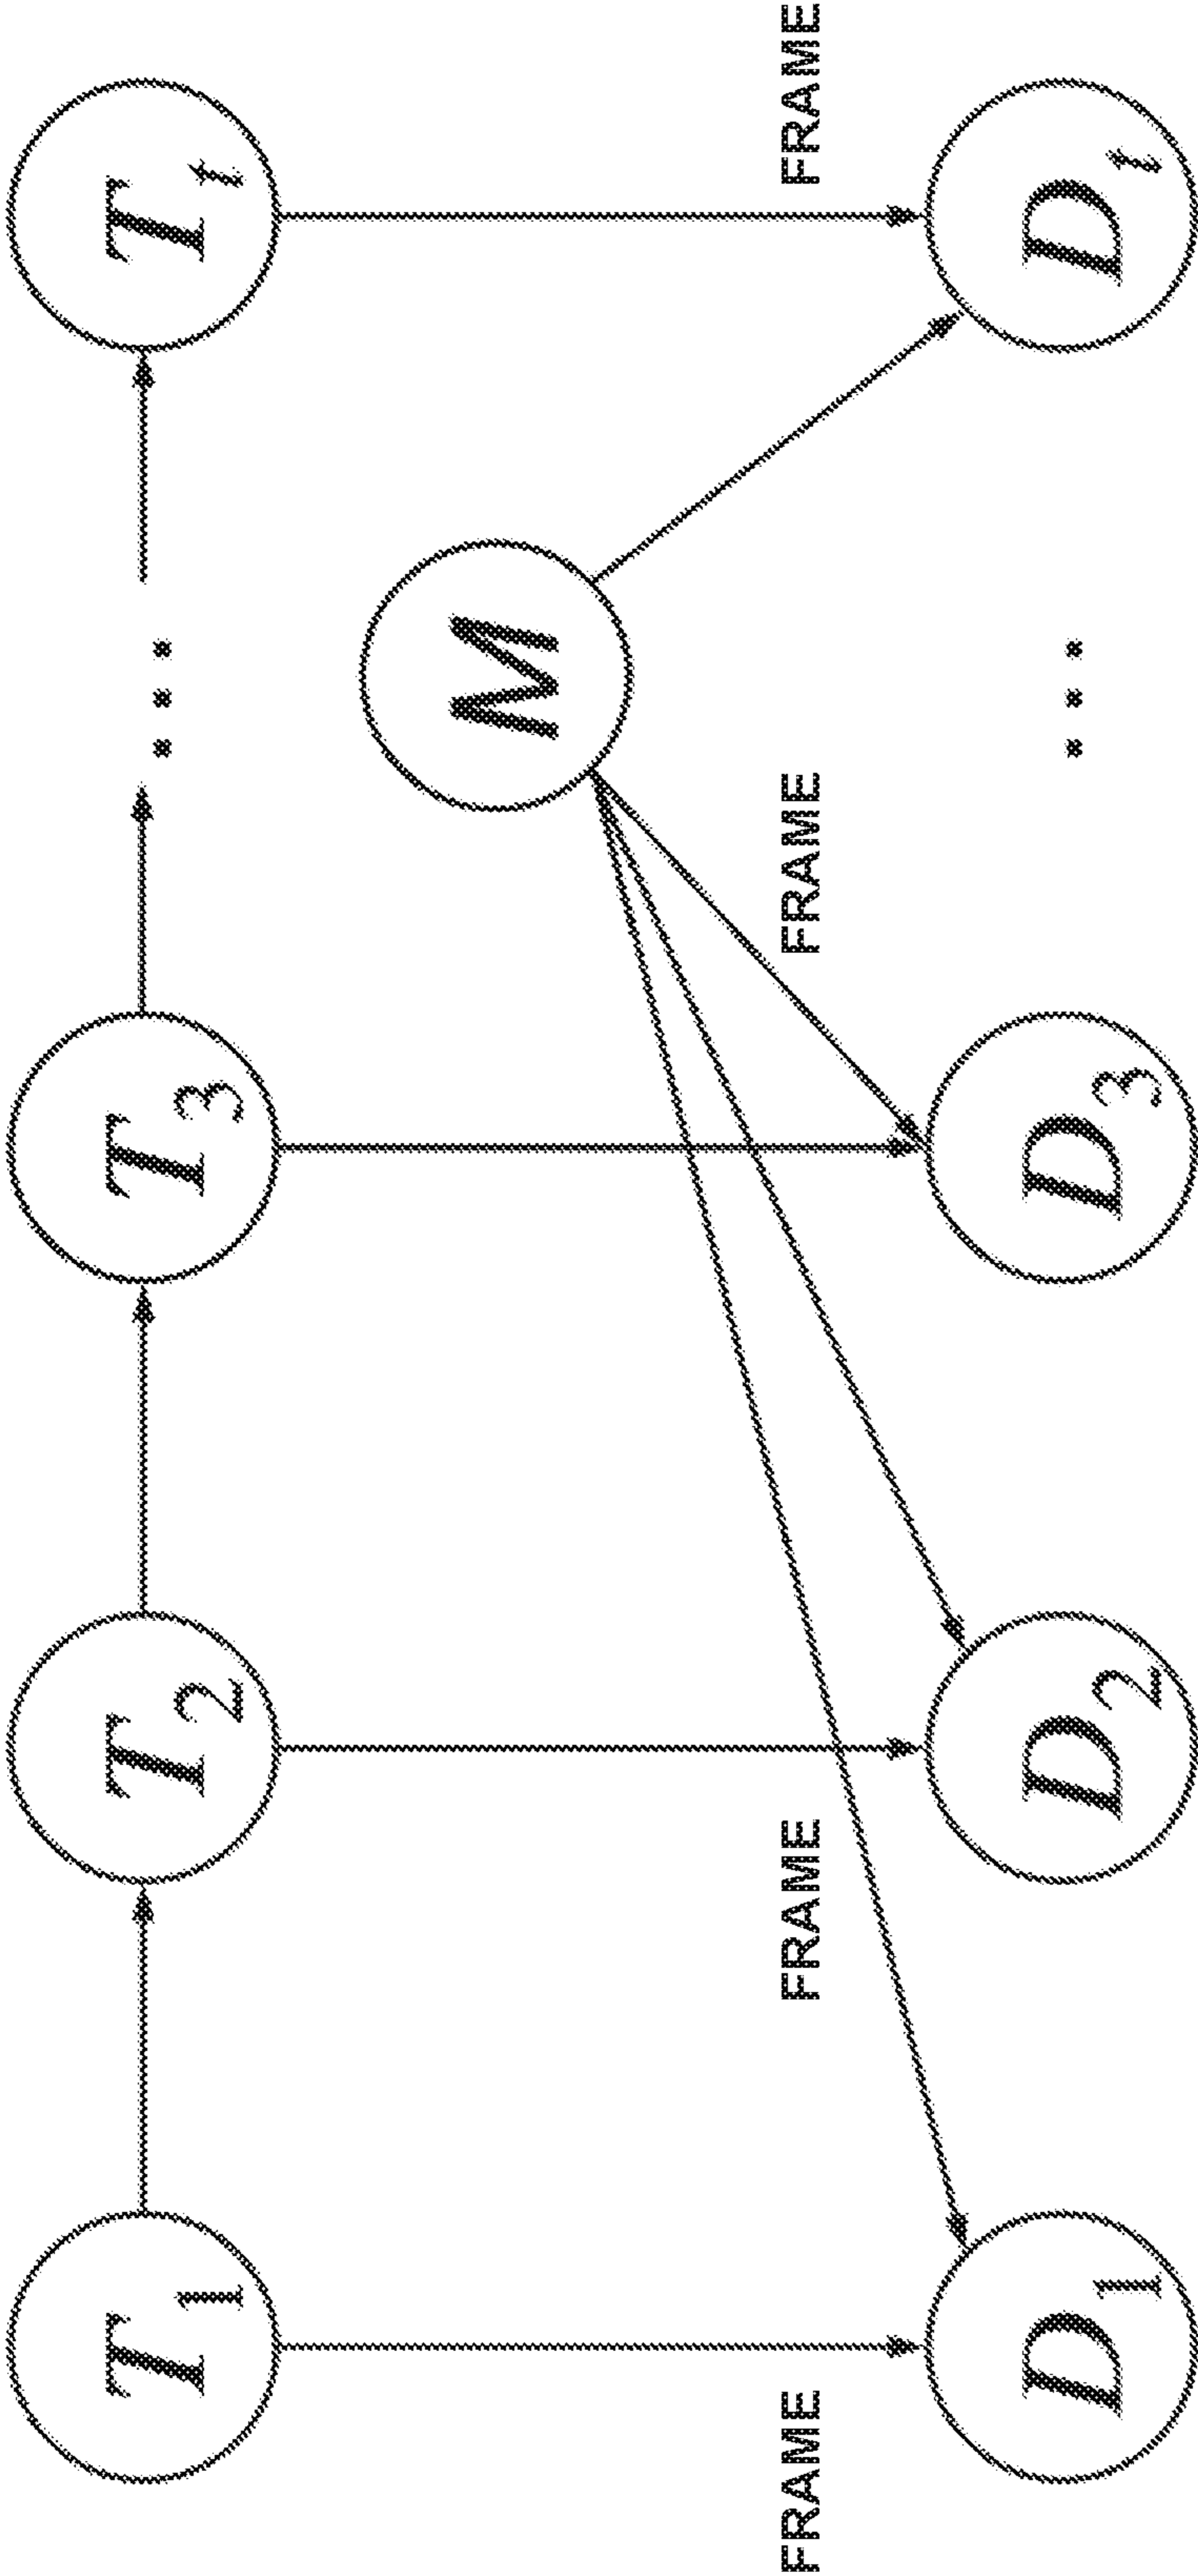 T1 T2 T3 ... Tt
M
FRAME FRAME FRAME FRAME
D1 D2 D3 ... Dt